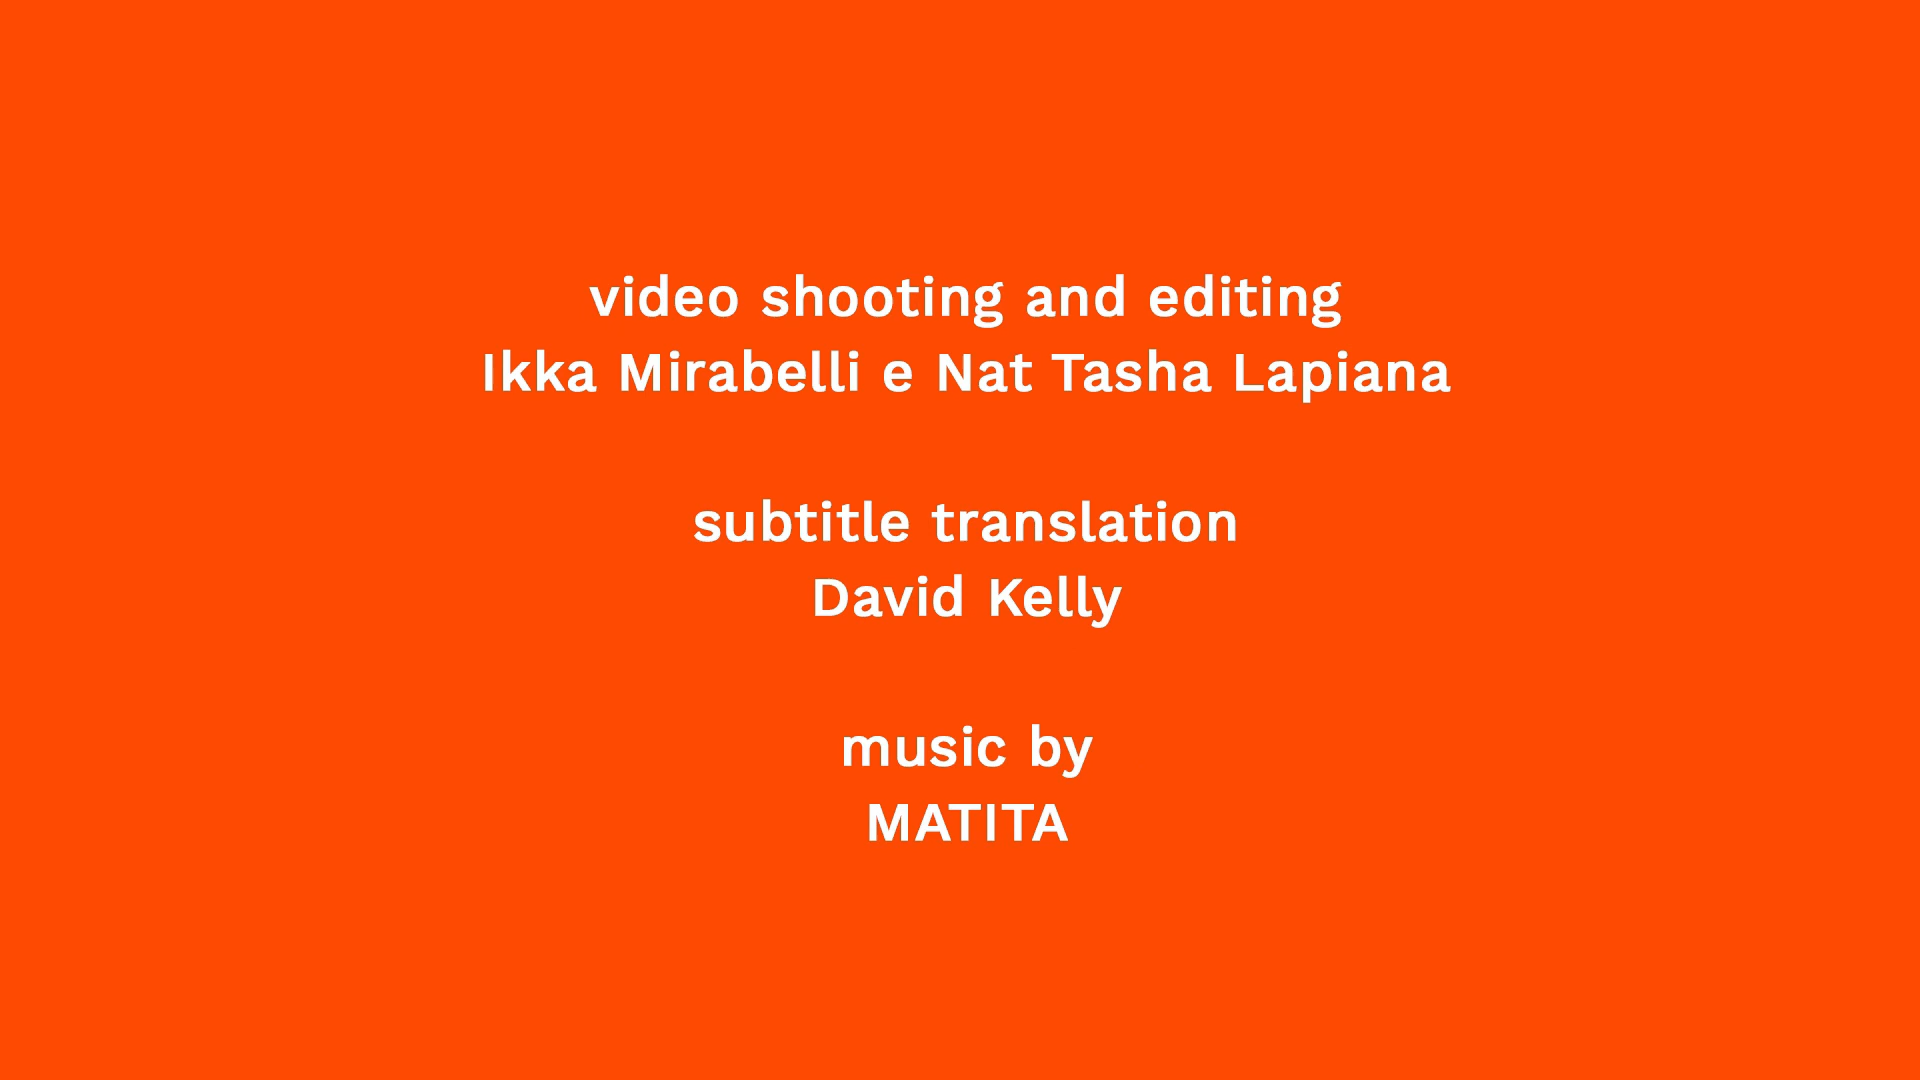 video shooting and editing
Ikka Mirabelli e Nat Tasha Lapiana
subtitle translation
David Kelly
music by
MATITA